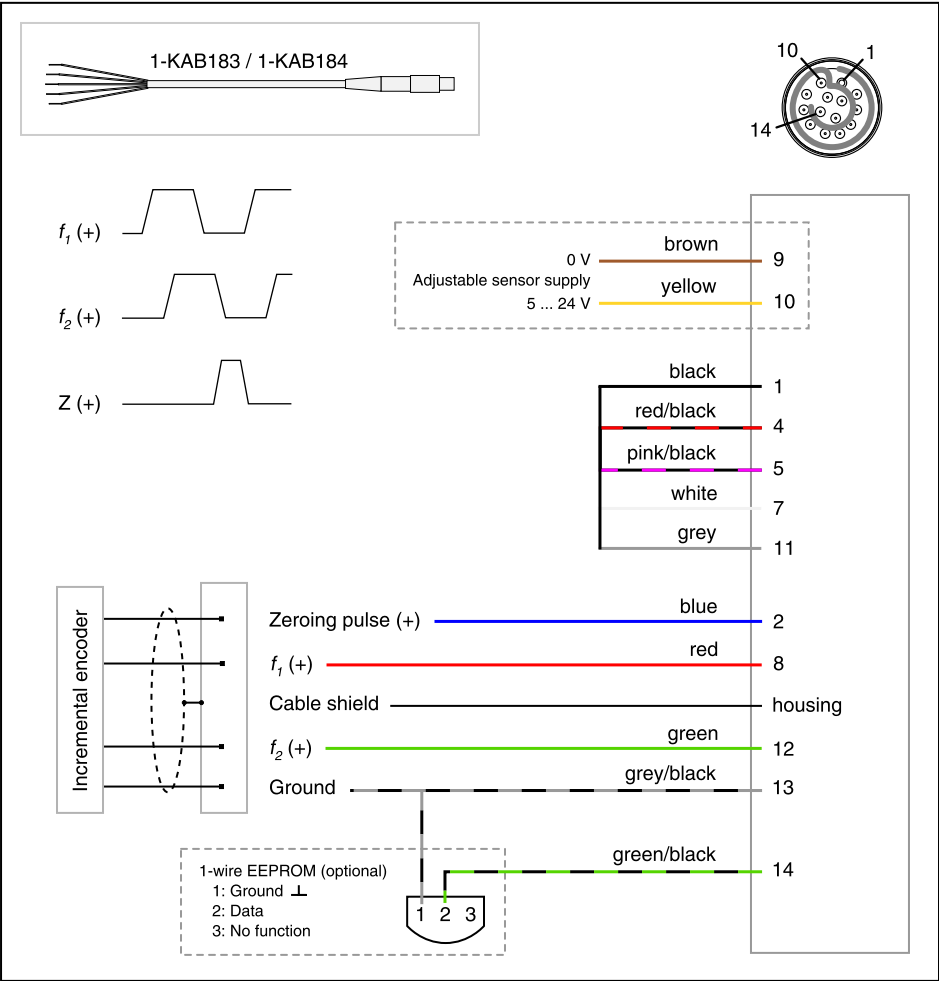 1-KAB183 / 1-KAB184
10
1
14
f1 (+)
f2 (+)
Z (+)
brown
0 V
9
Adjustable sensor supply
yellow
5 ... 24 V
10
black
1
red/black
4
pink/black
5
white
7
grey
11
Incremental encoder
blue
Zeroing pulse (+)
2
red
f1 (+)
8
Cable shield
housing
green
f2 (+)
12
grey/black
Ground
13
green/black
14
1-wire EEPROM (optional)
1: Ground ⊥
2: Data
3: No function
1 2 3